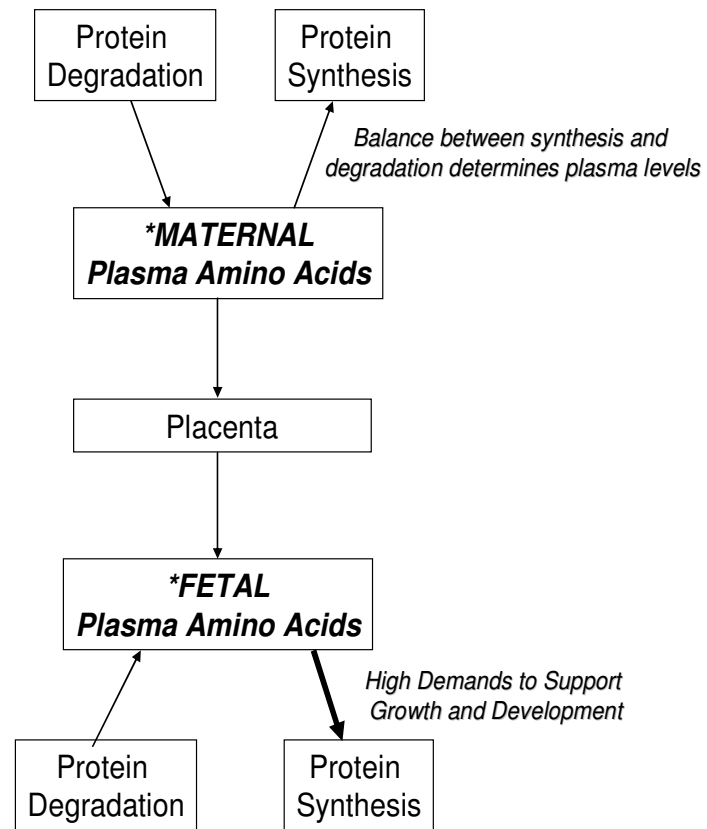 Protein
Degradation
Protein
Synthesis
Balance between synthesis and
degradation determines plasma levels
*MATERNAL
Plasma Amino Acids
Placenta
*FETAL
Plasma Amino Acids
High Demands to Support
Growth and Development
Protein
Degradation
Protein
Synthesis